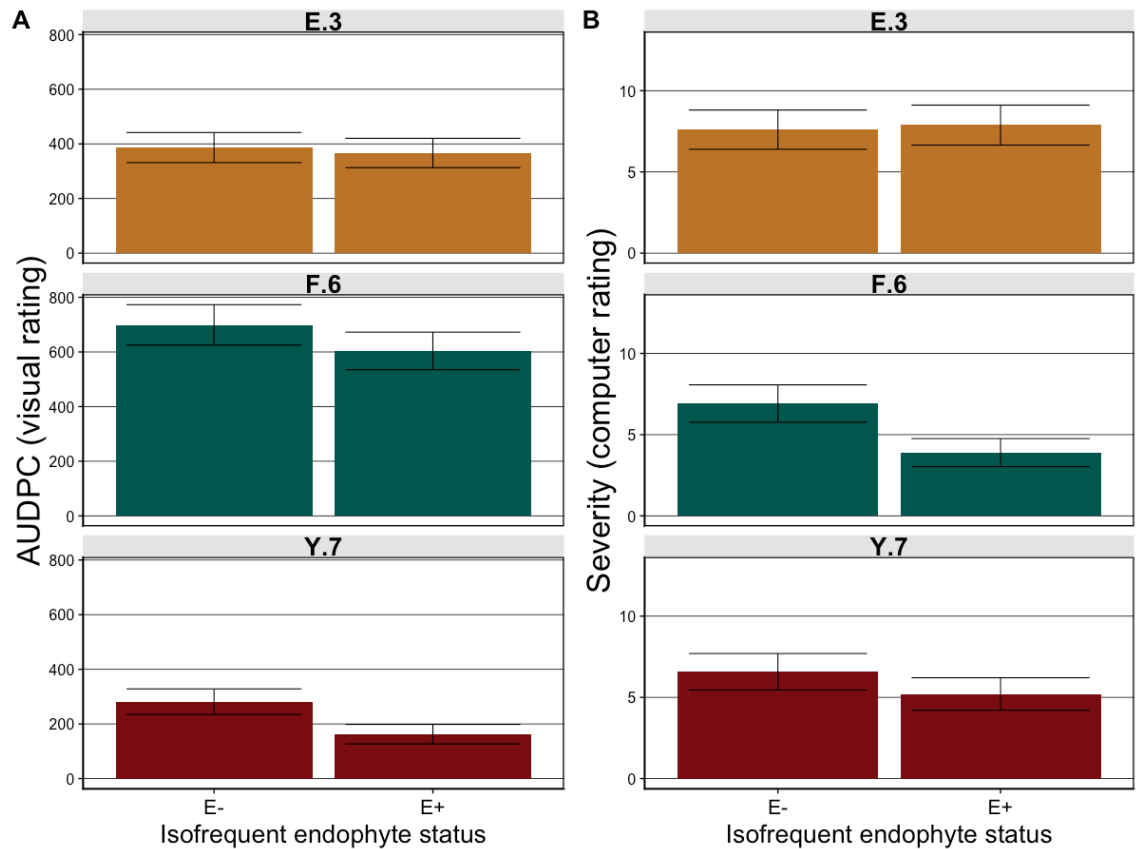 A
AUDPC (visual rating)
E.3
800
600
400
200
0
F.6
800
600
400
200
0
Y.7
800
600
400
200
0
E- E+
Isofrequent endophyte status
B
Severity (computer rating)
E.3
10
5
0
F.6
10
5
0
Y.7
10
5
0
E- E+
Isofrequent endophyte status